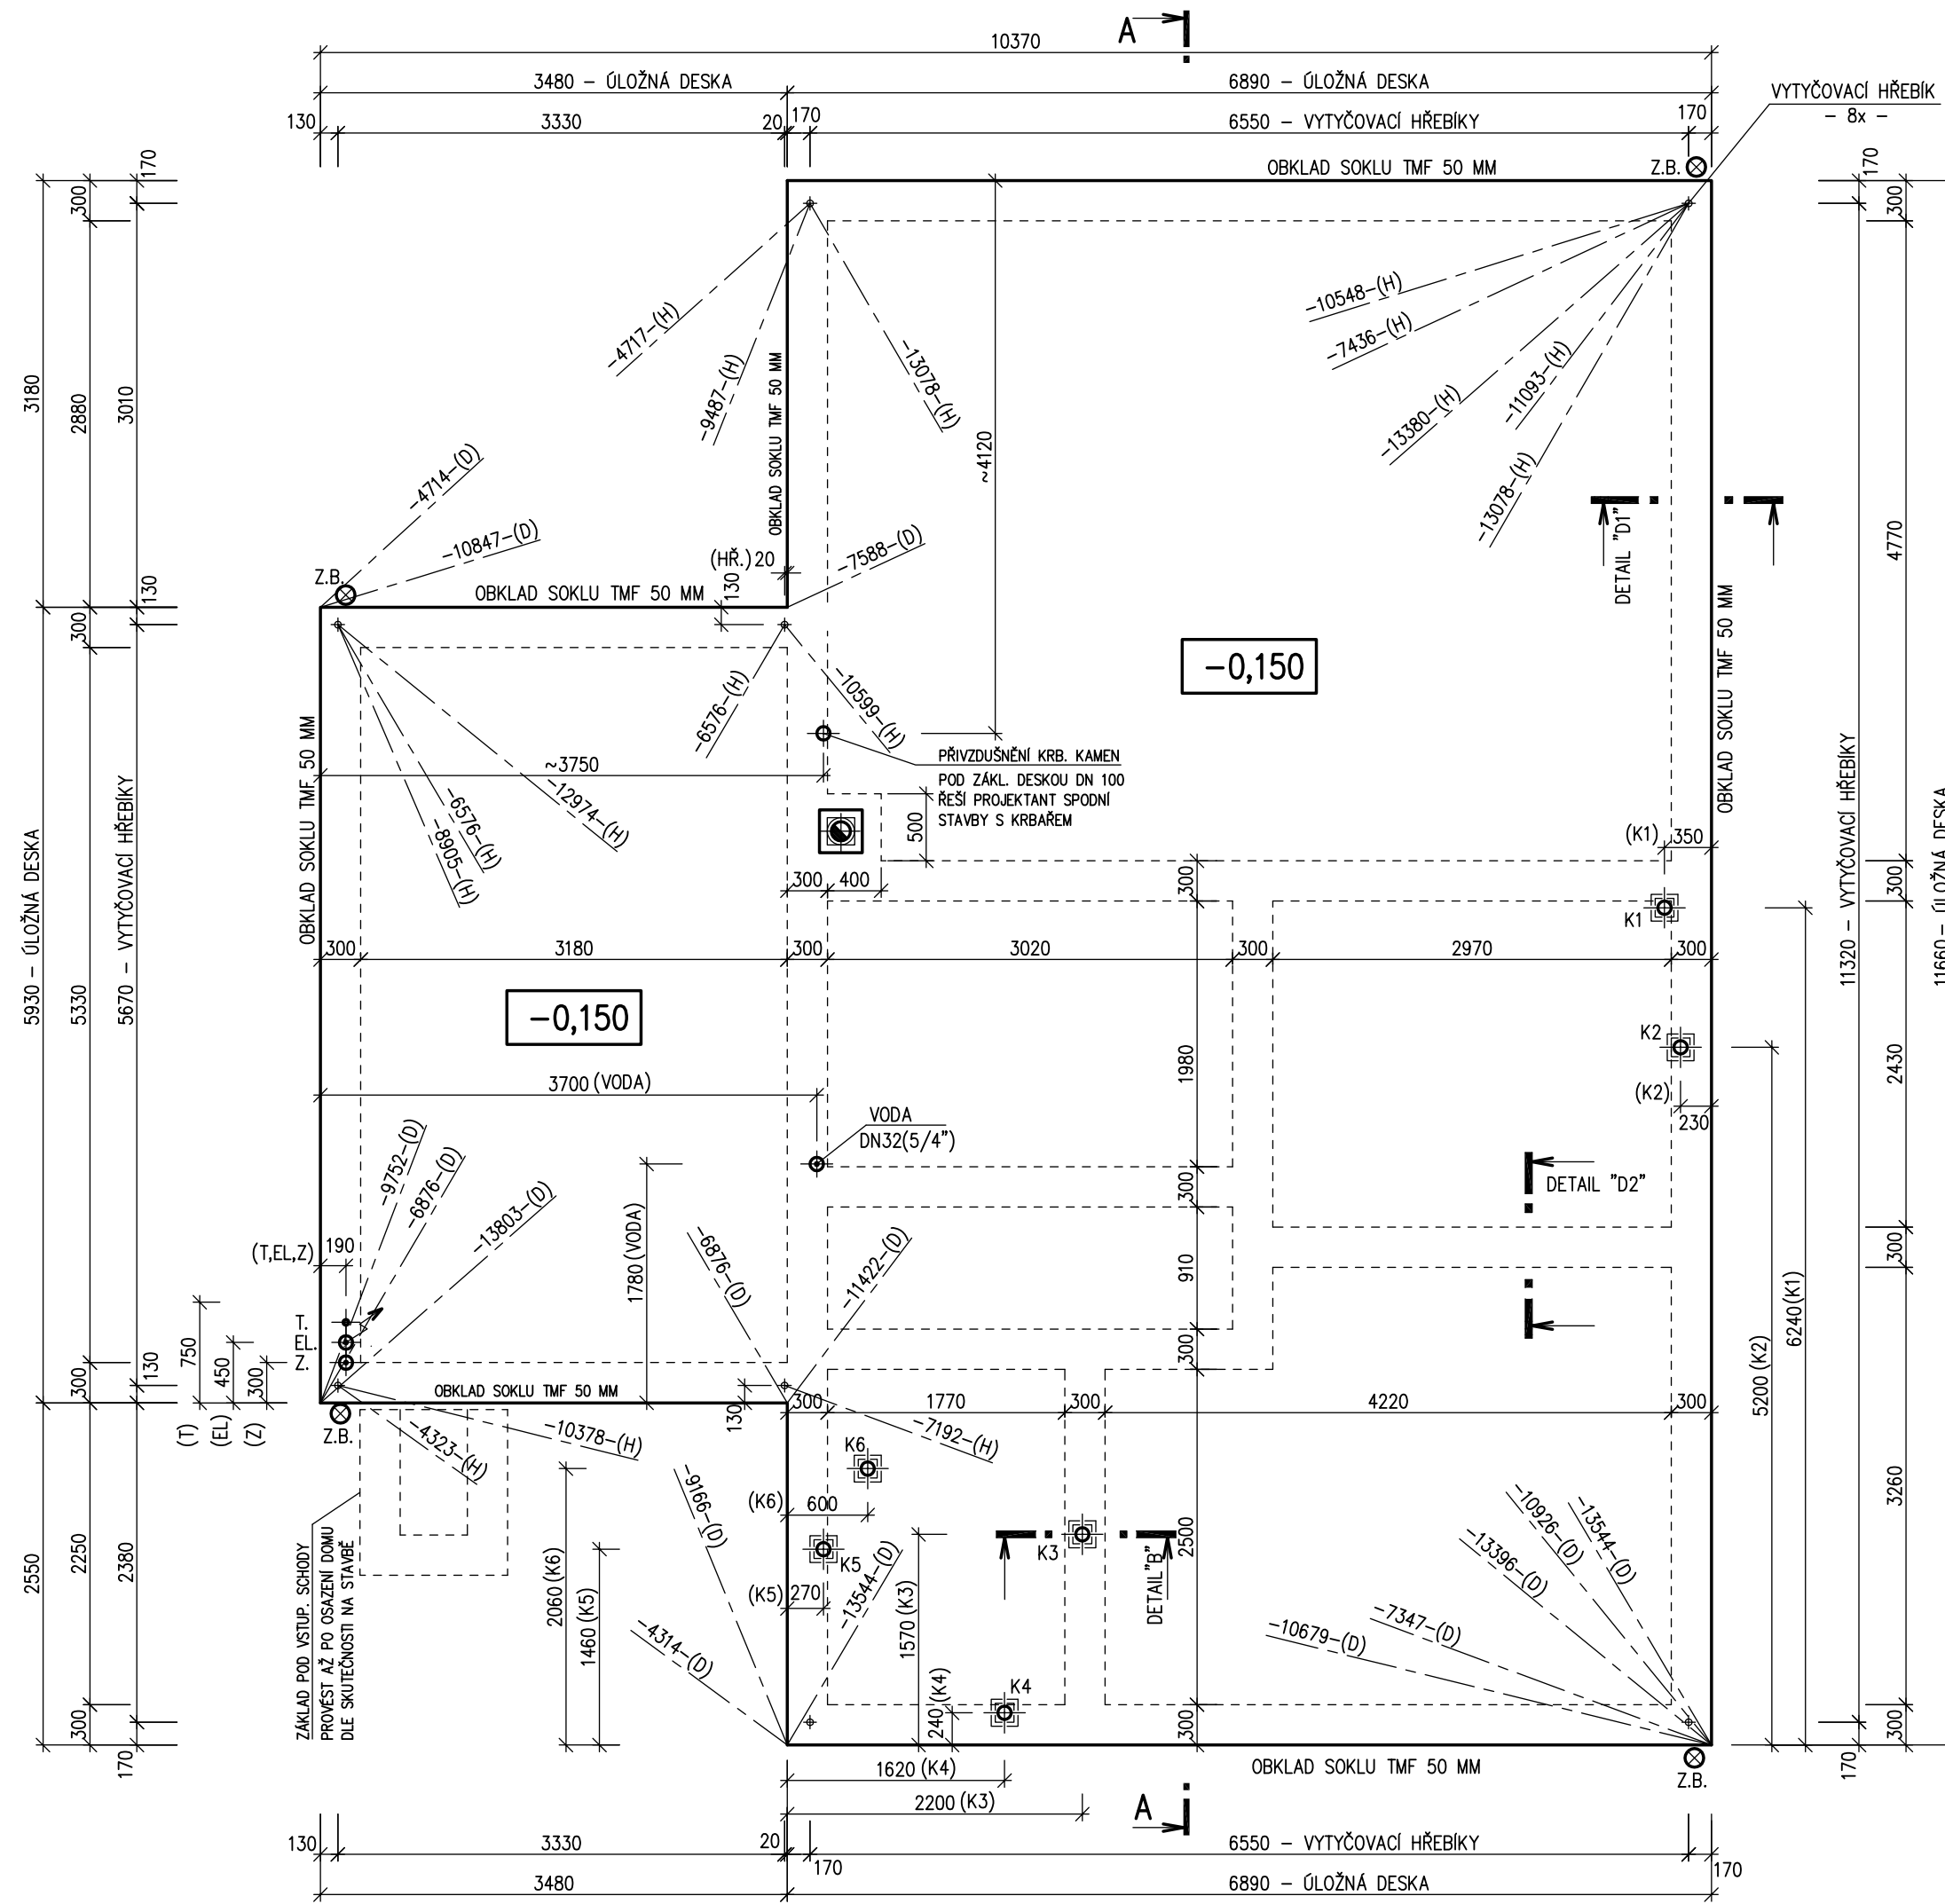 A
10370
3480 – ÚLOŽNÁ DESKA
6890 – ÚLOŽNÁ DESKA
VYTYČOVACÍ HŘEBÍK
– 8x –
130
3330
20
170
6550 – VYTYČOVACÍ HŘEBÍKY
170
170
300
OBKLAD SOKLU TMF 50 MM
Z.B.
170
300
-10548-(H)
-7436-(H)
-13380-(H)
-11093-(H)
-13078-(H)
-4717-(H)
-9487-(H)
-13078-(H)
~4120
3180
2880
3010
OBKLAD SOKLU TMF 50 MM
-4714-(D)
-10847-(D)
-7588-(D)
(HŘ.) 20
130
DETAIL "D1"
4770
Z.B.
OBKLAD SOKLU TMF 50 MM
130
300
OBKLAD SOKLU TMF 50 MM
–0,150
-6576-(H)
-10599-(H)
PŘIVZDUŠNĚNÍ KRB. KAMEN
POD ZÁKL. DESKOU DN 100
ŘEŠÍ PROJEKTANT SPODNÍ
STAVBY S KRBAŘEM
~3750
-12974-(H)
-6576-(H)
-8905-(H)
OBKLAD SOKLU TMF 50 MM
500
300
400
300
(K1)
350
K1
300
5930 – ÚLOŽNÁ DESKA
5330
5670 – VYTYČOVACÍ HŘEBÍKY
11320 – VYTYČOVACÍ HŘEBÍKY
11660– ÚLOŽNÁ DESKA
300
3180
300
3020
300
2970
300
–0,150
K2
(K2)
230
1980
2430
3700 (VODA)
VODA
DN32(5/4")
-9752-(D)
-6876-(D)
-13803-(D)
1780 (VODA)
-6876-(D)
-11422-(D)
300
DETAIL "D2"
(T,EL,Z)
190
910
300
6240(K1)
5200 (K2)
T.
EL.
Z.
750
450
300
(T)
(EL)
(Z)
300
130
OBKLAD SOKLU TMF 50 MM
130
300
300
1770
300
4220
300
Z.B.
-4323-(H)
-10378-(H)
-7192-(H)
K6
(K6)
600
K5
(K5)
270
K3
DETAIL"B"
2500
3260
-9166-(D)
-13544-(D)
-4314-(D)
2060 (K6)
1460 (K5)
1570 (K3)
240 (K4)
K4
-10926-(D)
-13544-(D)
-13396-(D)
-7347-(D)
-10679-(D)
ZÁKLAD POD VSTUP. SCHODY
PROVÉST AŽ PO OSAZENÍ DOMU
DLE SKUTEČNOSTI NA STAVBĚ
2550
2250
2380
300
170
300
300
170
1620 (K4)
2200 (K3)
OBKLAD SOKLU TMF 50 MM
Z.B.
A
130
3330
20
170
6550 – VYTYČOVACÍ HŘEBÍKY
170
3480
6890 – ÚLOŽNÁ DESKA